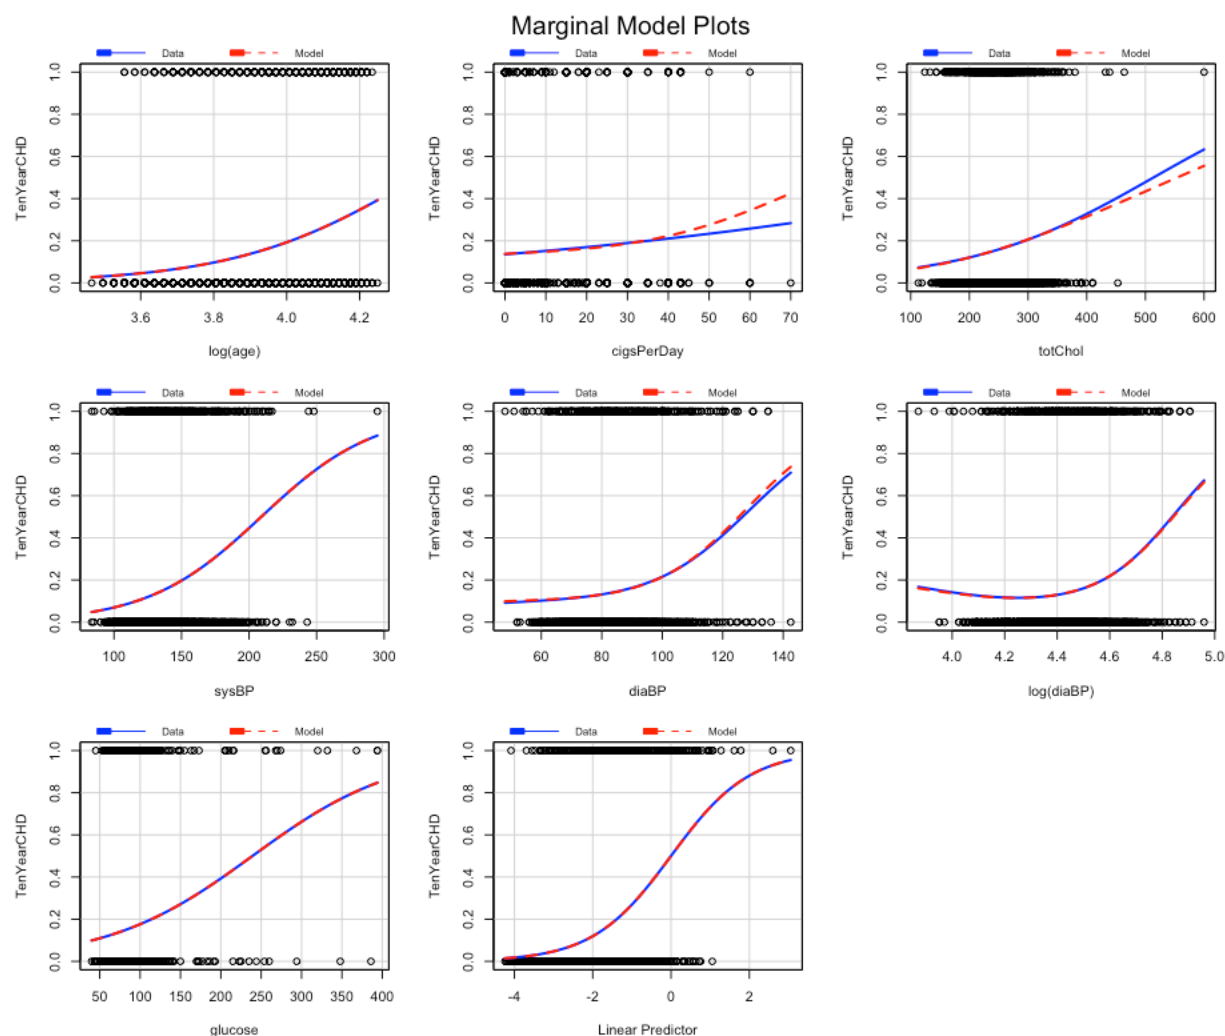 Marginal Model Plots
Data Model
TenYearCHD
0.0 0.2 0.4 0.6 0.8 1.0
3.6 3.8 4.0 4.2
log(age)
Data Model
TenYearCHD
0.0 0.2 0.4 0.6 0.8 1.0
0 10 20 30 40 50 60 70
cigsPerDay
Data Model
TenYearCHD
0.0 0.2 0.4 0.6 0.8 1.0
100 200 300 400 500 600
totChol
Data Model
TenYearCHD
0.0 0.2 0.4 0.6 0.8 1.0
100 150 200 250 300
sysBP
Data Model
TenYearCHD
0.0 0.2 0.4 0.6 0.8 1.0
60 80 100 120 140
diaBP
Data Model
TenYearCHD
0.0 0.2 0.4 0.6 0.8 1.0
4.0 4.2 4.4 4.6 4.8 5.0
log(diaBP)
Data Model
TenYearCHD
0.0 0.2 0.4 0.6 0.8 1.0
50 100 150 200 250 300 350 400
glucose
Data Model
TenYearCHD
0.0 0.2 0.4 0.6 0.8 1.0
-4 -2 0 2
Linear Predictor